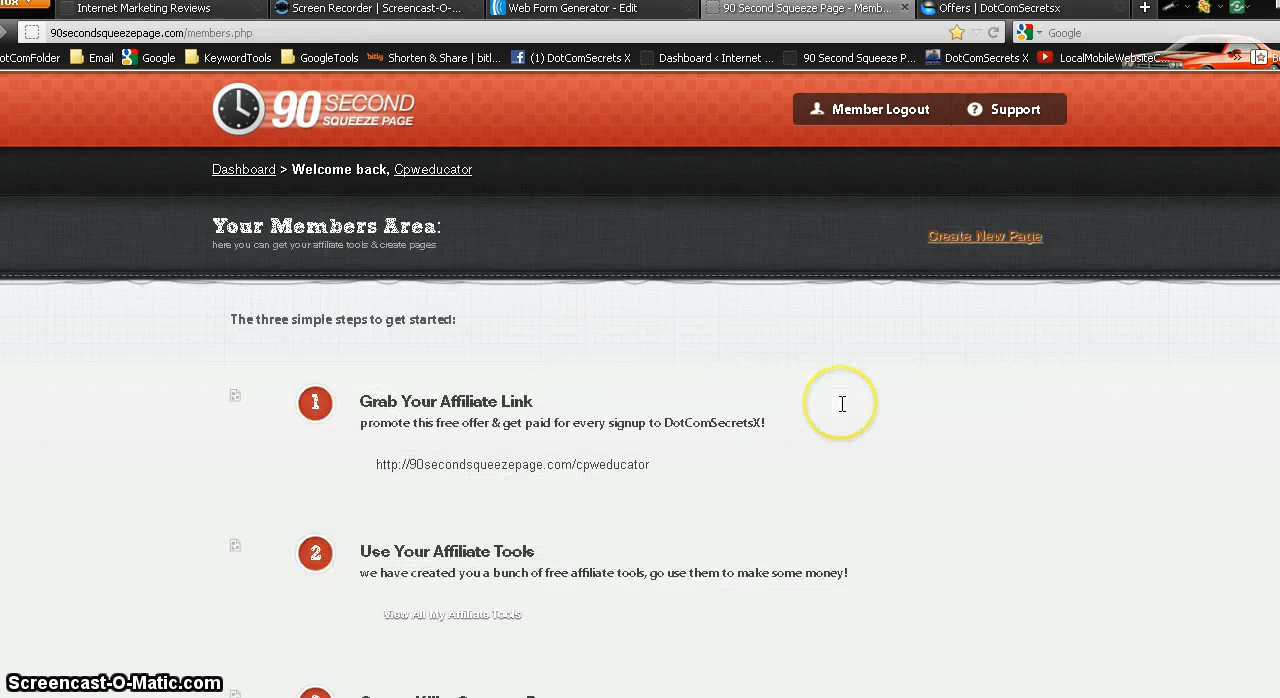 Internet Marketing Reviews
Screen Recorder | Screencast-O-...
Web Form Generator - Edit
90 Second Squeeze Page - Memb...
Offers | DotComSecretsx
90secondsqueezepage.com/members.php
Google
otComFolder
Email
Google
KeywordTools
GoogleTools
bitly Shorten & Share | bitl...
(1) DotComSecrets X
Dashboard < Internet ...
90 Second Squeeze P...
DotComSecrets X
LocalMobileWebsiteC...
90 SECOND
SQUEEZE PAGE
Member Logout
Support
Dashboard > Welcome back, Cpweducator
Your Members Area:
here you can get your affiliate tools & create pages
Create New Page
The three simple steps to get started:
1
Grab Your Affiliate Link
promote this free offer & get paid for every signup to DotComSecretsX!
http://90secondsqueezepage.com/cpweducator
2
Use Your Affiliate Tools
we have created you a bunch of free affiliate tools, go use them to make some money!
View All My Affiliate Tools
Screencast-O-Matic.com